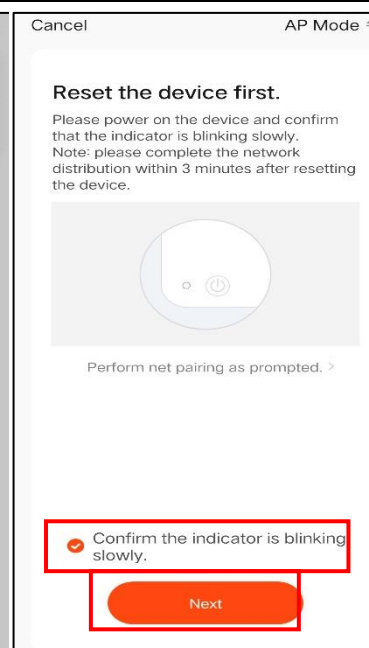 Cancel
AP Mode
Reset the device first.
Please power on the device and confirm
that the indicator is blinking slowly.
Note: please complete the network
distribution within 3 minutes after resetting
the device.
Perform net pairing as prompted. >
Confirm the indicator is blinking
slowly.
Next